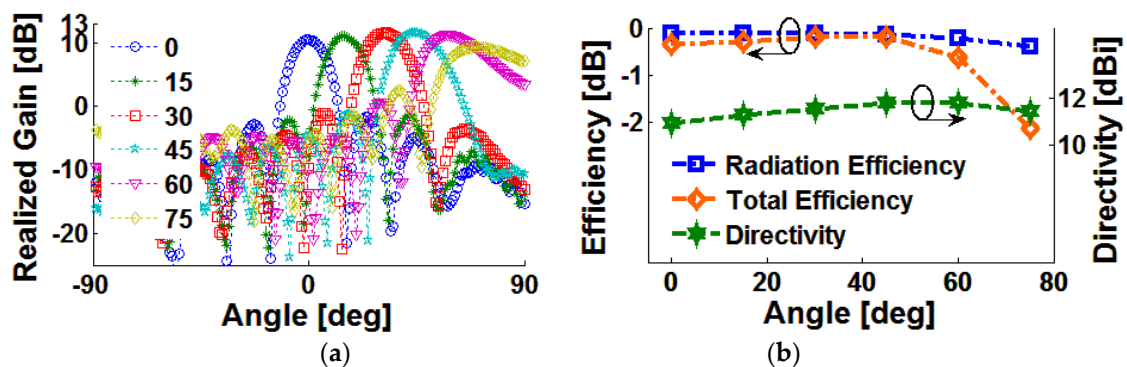 Realized Gain [dB]
13
10
0
-10
-20
0
15
30
45
60
75
-90
0
90
Angle [deg]
(a)
Efficiency [dB]
0
-1
-2
Radiation Efficiency
Total Efficiency
Directivity
12
10
Directivity [dBi]
0
20
40
60
80
Angle [deg]
(b)